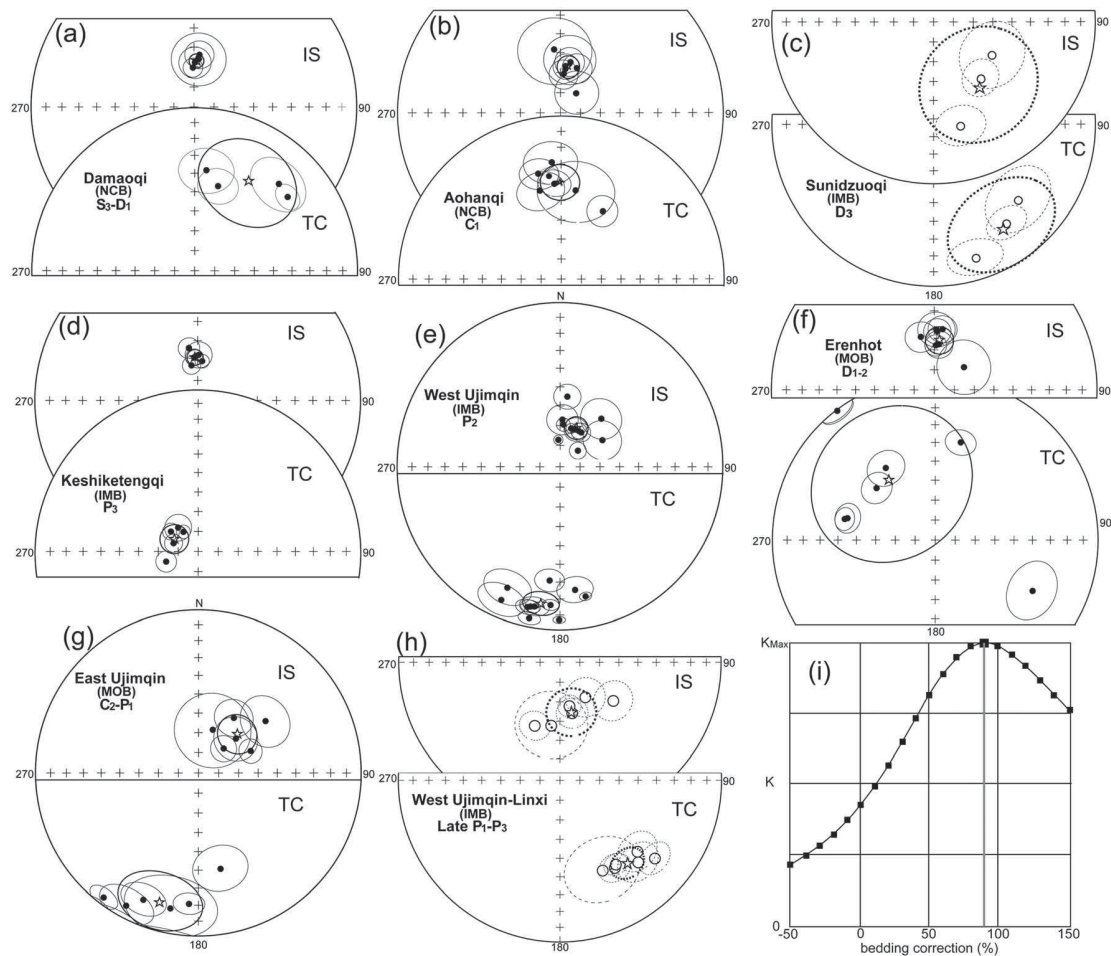 (a)
IS
270
90
Damaoqi
(NCB)
S3-D1
TC
270
90
(b)
IS
270
90
Aohanqi
(NCB)
C1
TC
270
90
(c)
270
90
IS
270
90
TC
Sunidzuoqi
(IMB)
D3
180
(d)
IS
270
90
Keshiketengqi
(IMB)
P3
TC
270
90
N
(e)
West Ujimqin
(IMB)
P2
IS
270
90
TC
180
(f)
Erenhot
(MOB)
D1-2
IS
270
90
TC
270
90
180
N
(g)
East Ujimqin
(MOB)
C2-P1
IS
270
90
TC
180
(h)
270
90
IS
270
90
West Ujimqin-Linxi
(IMB)
Late P1-P3
TC
180
KMax
(i)
K
0
-50 0 50 100 150
bedding correction (%)